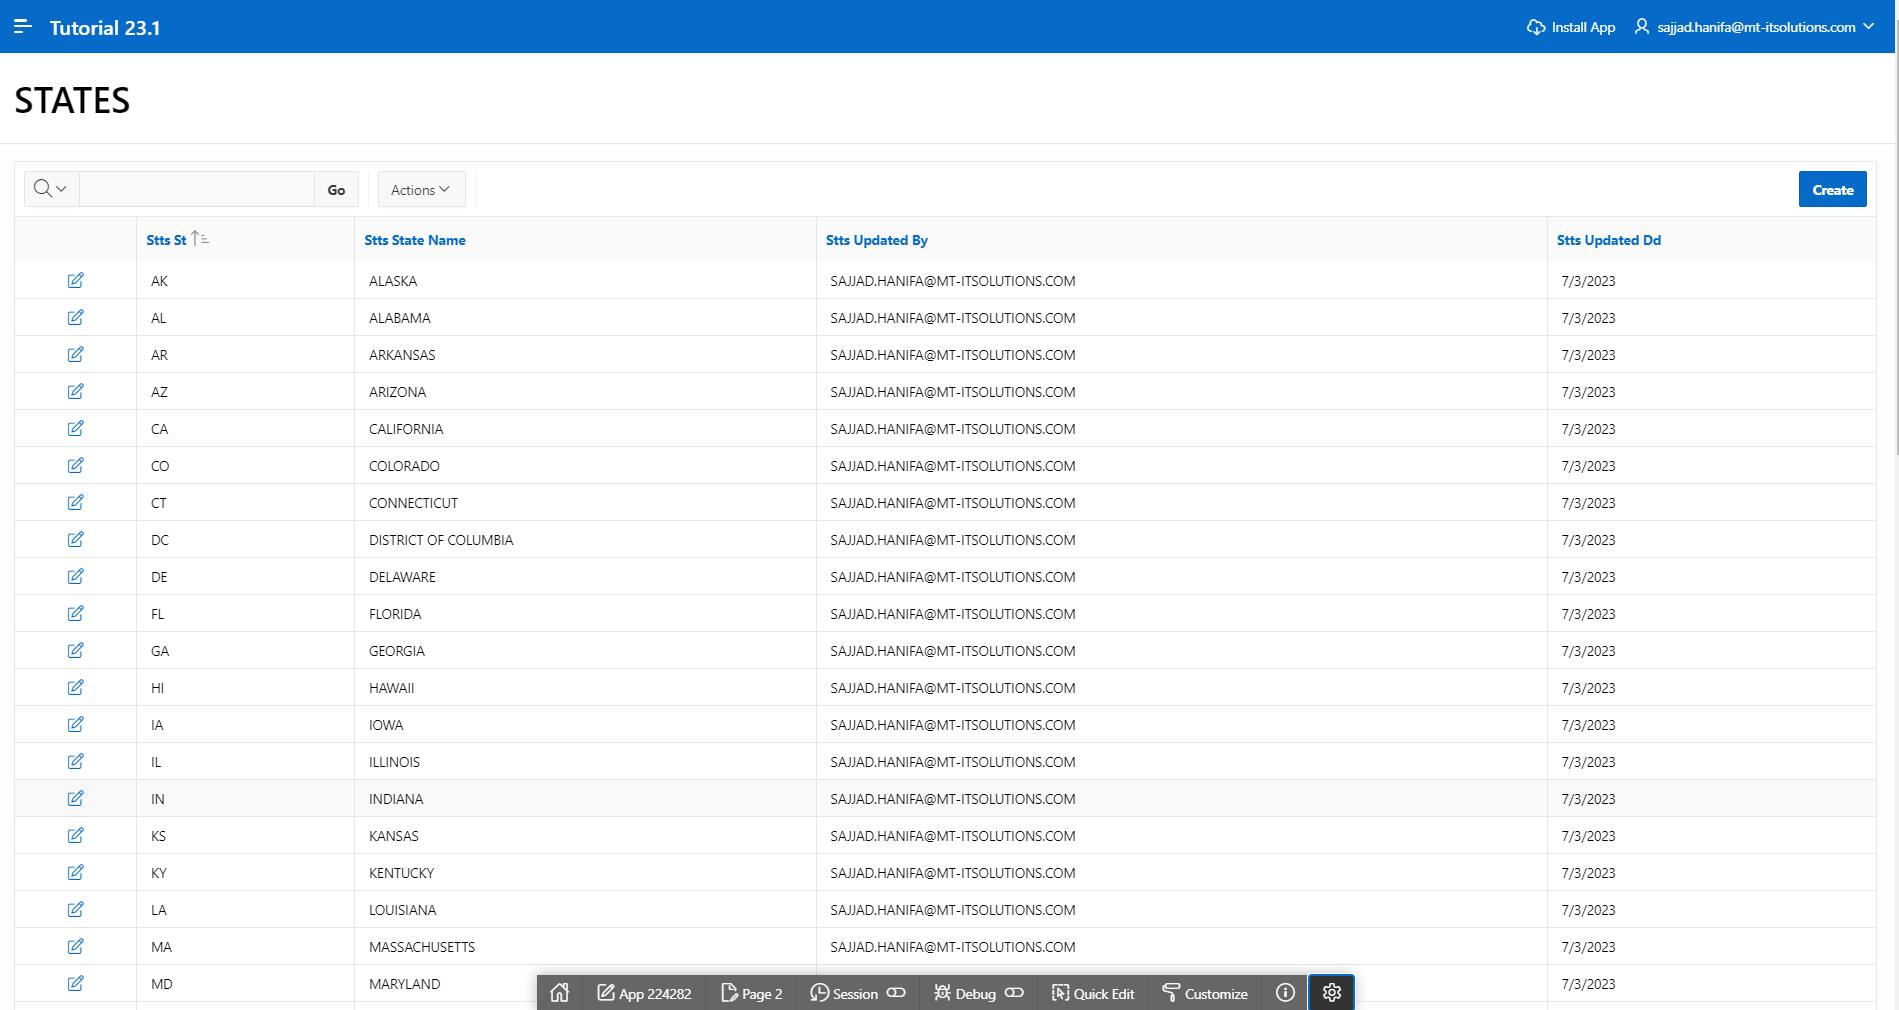 Tutorial 23.1 Install App sajjad.hanifa@mt-itsolutions.com
STATES
Go Actions Create
Stts St Stts State Name Stts Updated By Stts Updated Dd
AK ALASKA SAJJAD.HANIFA@MT-ITSOLUTIONS.COM 7/3/2023
AL ALABAMA SAJJAD.HANIFA@MT-ITSOLUTIONS.COM 7/3/2023
AR ARKANSAS SAJJAD.HANIFA@MT-ITSOLUTIONS.COM 7/3/2023
AZ ARIZONA SAJJAD.HANIFA@MT-ITSOLUTIONS.COM 7/3/2023
CA CALIFORNIA SAJJAD.HANIFA@MT-ITSOLUTIONS.COM 7/3/2023
CO COLORADO SAJJAD.HANIFA@MT-ITSOLUTIONS.COM 7/3/2023
CT CONNECTICUT SAJJAD.HANIFA@MT-ITSOLUTIONS.COM 7/3/2023
DC DISTRICT OF COLUMBIA SAJJAD.HANIFA@MT-ITSOLUTIONS.COM 7/3/2023
DE DELAWARE SAJJAD.HANIFA@MT-ITSOLUTIONS.COM 7/3/2023
FL FLORIDA SAJJAD.HANIFA@MT-ITSOLUTIONS.COM 7/3/2023
GA GEORGIA SAJJAD.HANIFA@MT-ITSOLUTIONS.COM 7/3/2023
HI HAWAII SAJJAD.HANIFA@MT-ITSOLUTIONS.COM 7/3/2023
IA IOWA SAJJAD.HANIFA@MT-ITSOLUTIONS.COM 7/3/2023
IL ILLINOIS SAJJAD.HANIFA@MT-ITSOLUTIONS.COM 7/3/2023
IN INDIANA SAJJAD.HANIFA@MT-ITSOLUTIONS.COM 7/3/2023
KS KANSAS SAJJAD.HANIFA@MT-ITSOLUTIONS.COM 7/3/2023
KY KENTUCKY SAJJAD.HANIFA@MT-ITSOLUTIONS.COM 7/3/2023
LA LOUISIANA SAJJAD.HANIFA@MT-ITSOLUTIONS.COM 7/3/2023
MA MASSACHUSETTS SAJJAD.HANIFA@MT-ITSOLUTIONS.COM 7/3/2023
MD MARYLAND 7/3/2023
App 224282 Page 2 Session Debug Quick Edit Customize